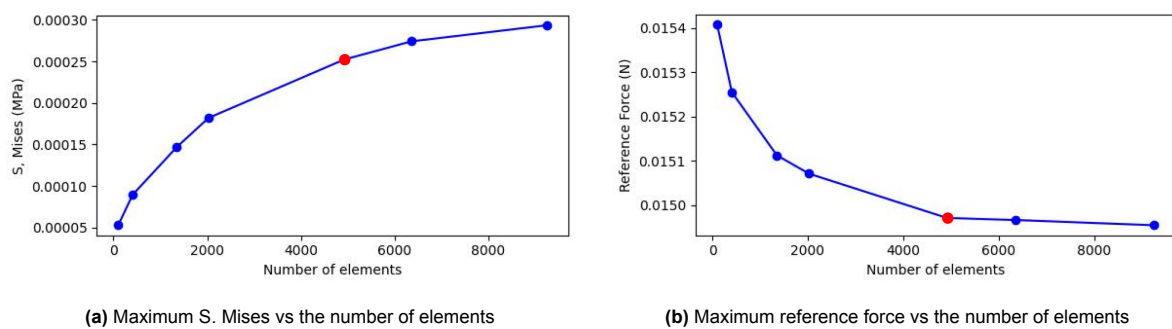 0.00030
0.00025
0.00020
0.00015
0.00010
0.00005
S, Mises (MPa)
0 2000 4000 6000 8000
Number of elements
(a) Maximum S. Mises vs the number of elements
0.0154
0.0153
0.0152
0.0151
0.0150
Reference Force (N)
0 2000 4000 6000 8000
Number of elements
(b) Maximum reference force vs the number of elements